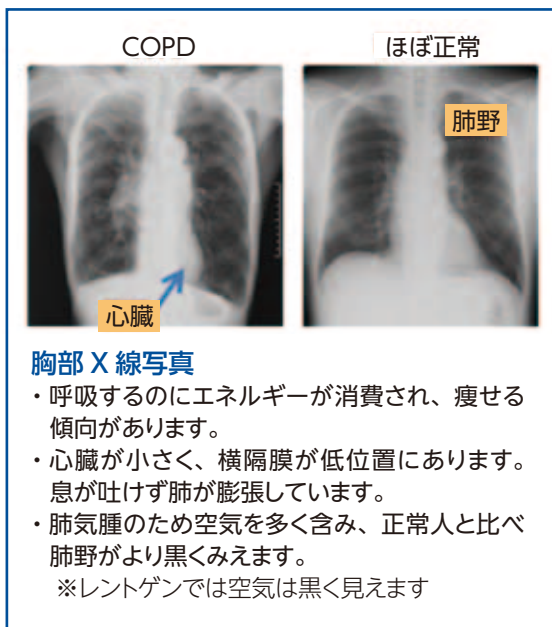 COPD
ほぼ正常
肺野
心臓
胸部 X 線写真
・呼吸するのにエネルギーが消費され、痩せる
傾向があります。
・心臓が小さく、横隔膜が低位置にあります。
息が吐けず肺が膨張しています。
・肺気腫のため空気を多く含み、正常人と比べ
肺野がより黒くみえます。
※レントゲンでは空気は黒く見えます